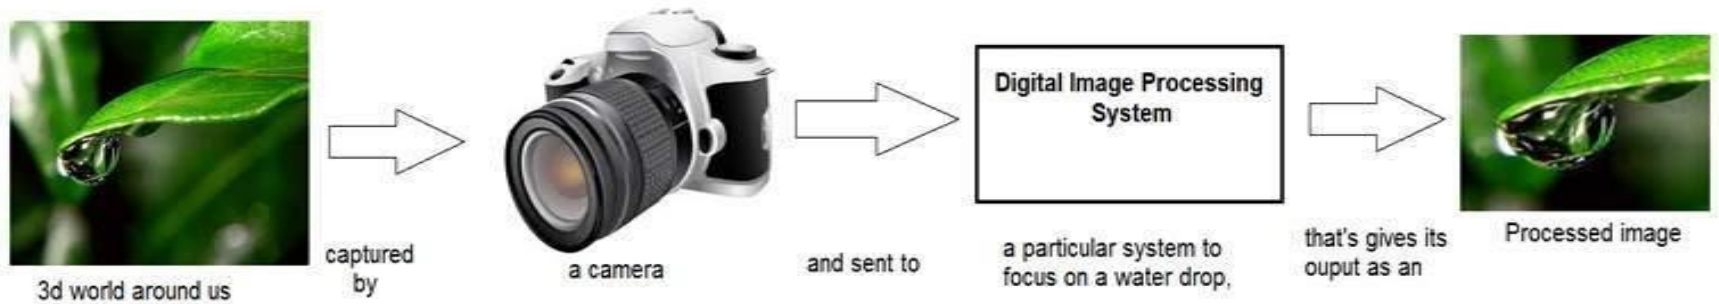 3d world around us
captured
by
a camera
and sent to
Digital Image Processing
System
a particular system to
focus on a water drop,
that's gives its
ouput as an
Processed image